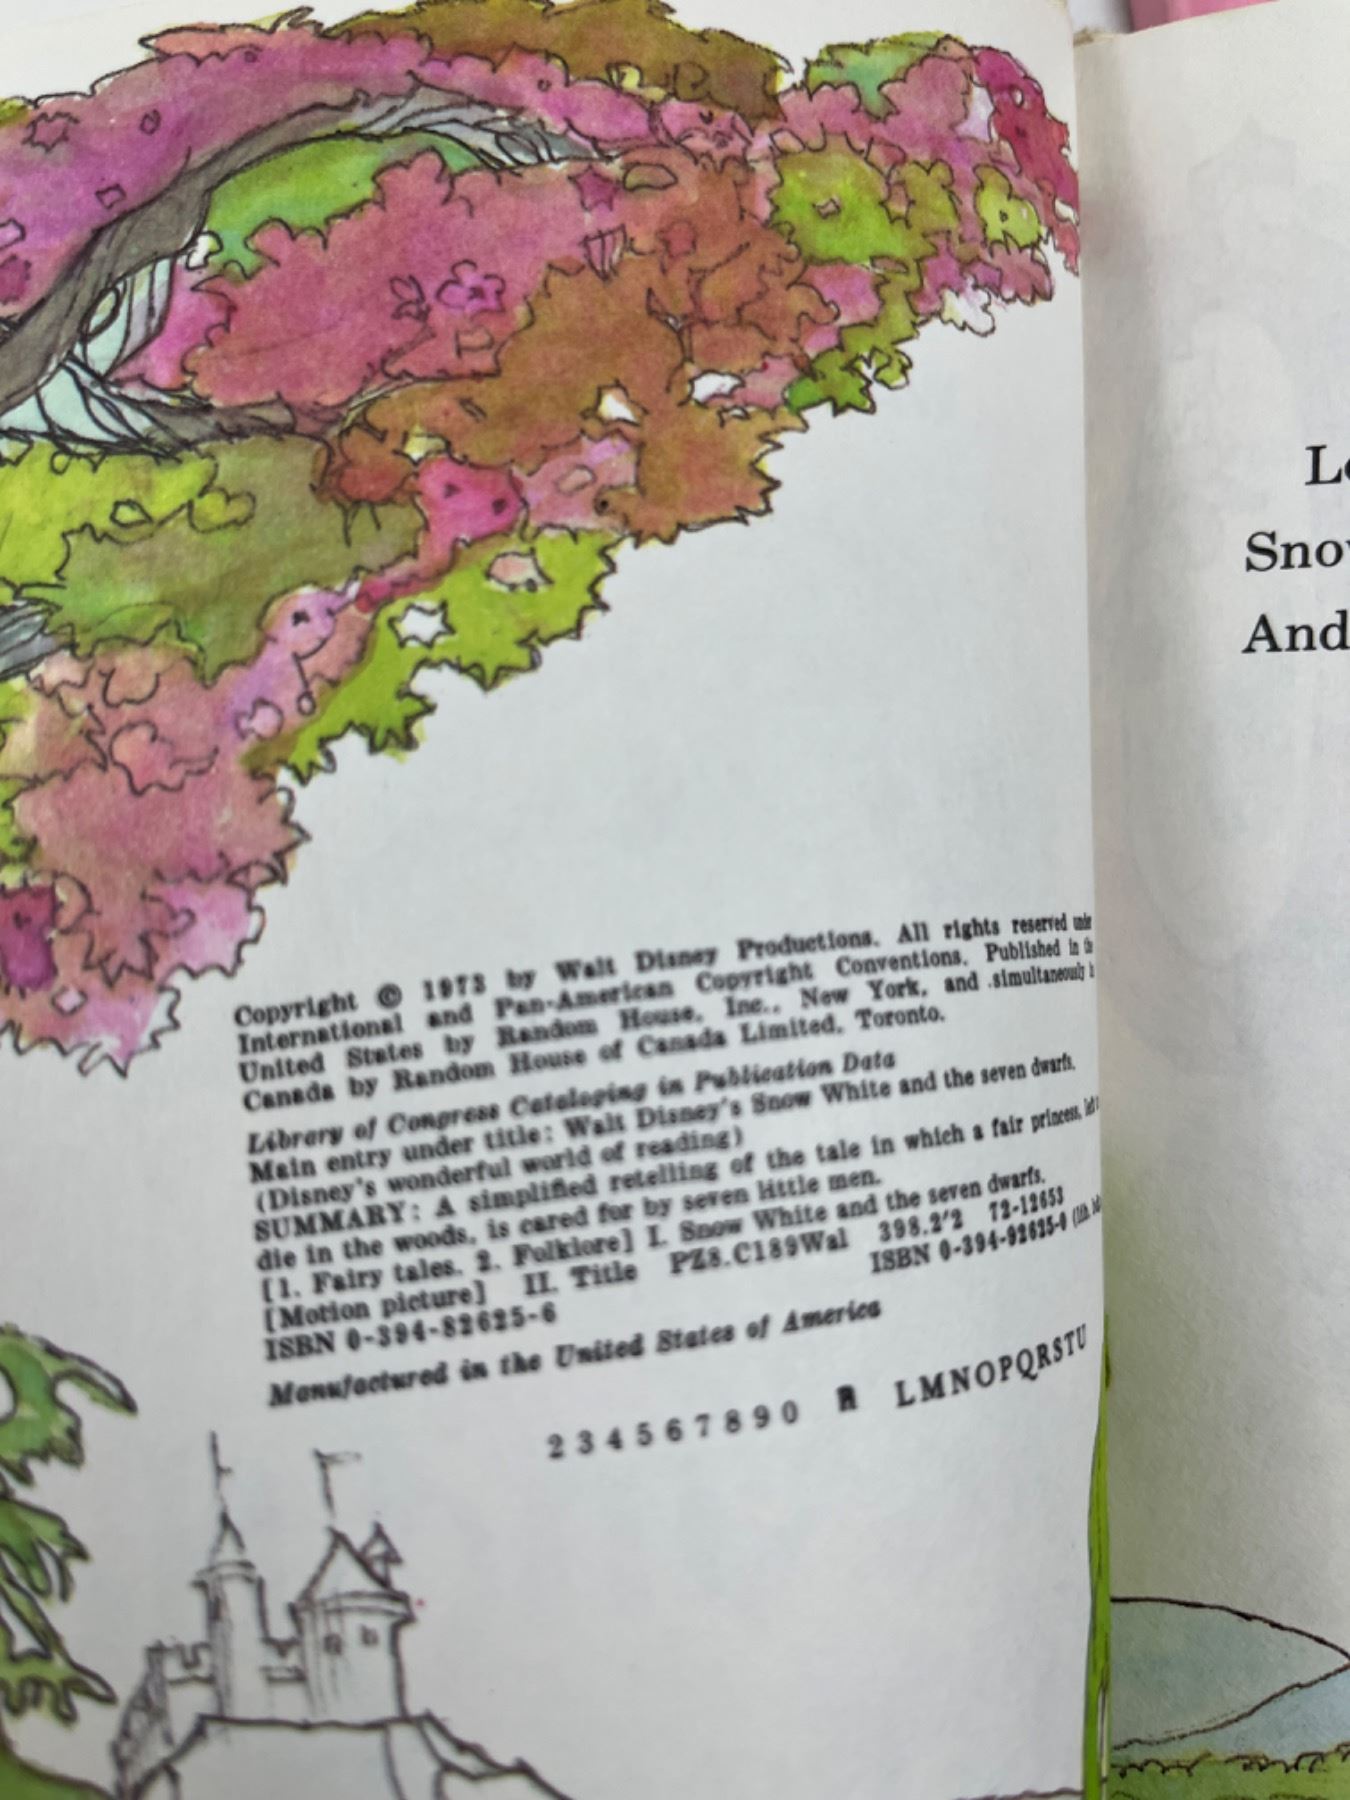 Copyright © 1973 by Walt Disney Productions. All rights reserved under
International and Pan-American Copyright Conventions. Published in the
United States by Random House, Inc., New York, and simultaneously in
Canada by Random House of Canada Limited, Toronto.
Library of Congress Cataloging in Publication Data
Main entry under title: Walt Disney's Snow White and the seven dwarfs.
(Disney's wonderful world of reading)
SUMMARY: A simplified retelling of the tale in which a fair princess, left
die in the woods, is cared for by seven little men.
[1. Fairy tales. 2. Folklore] I. Snow White and the seven dwarfs.
[Motion picture] II. Title PZ8.C189Wal 398.2'2 72-12653
ISBN 0-394-82625-6 ISBN 0-394-92625-0
Manufactured in the United States of America
2 3 4 5 6 7 8 9 0 LMNOPQRSTU
Snow
And